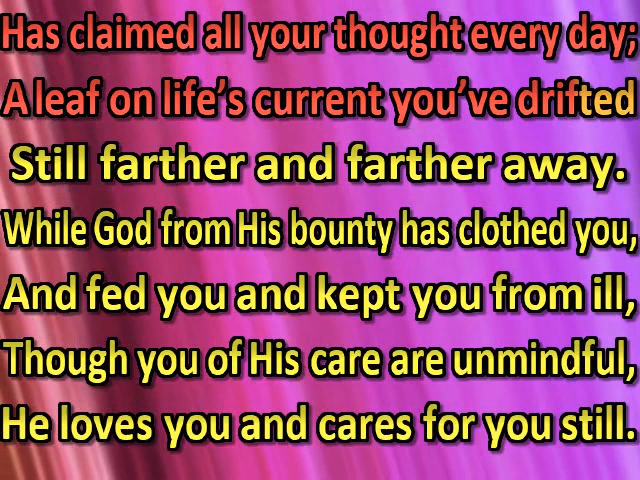 Has claimed all your thought every day;
A leaf on life’s current you’ve drifted
Still farther and farther away.
While God from His bounty has clothed you,
And fed you and kept you from ill,
Though you of His care are unmindful,
He loves you and cares for you still.